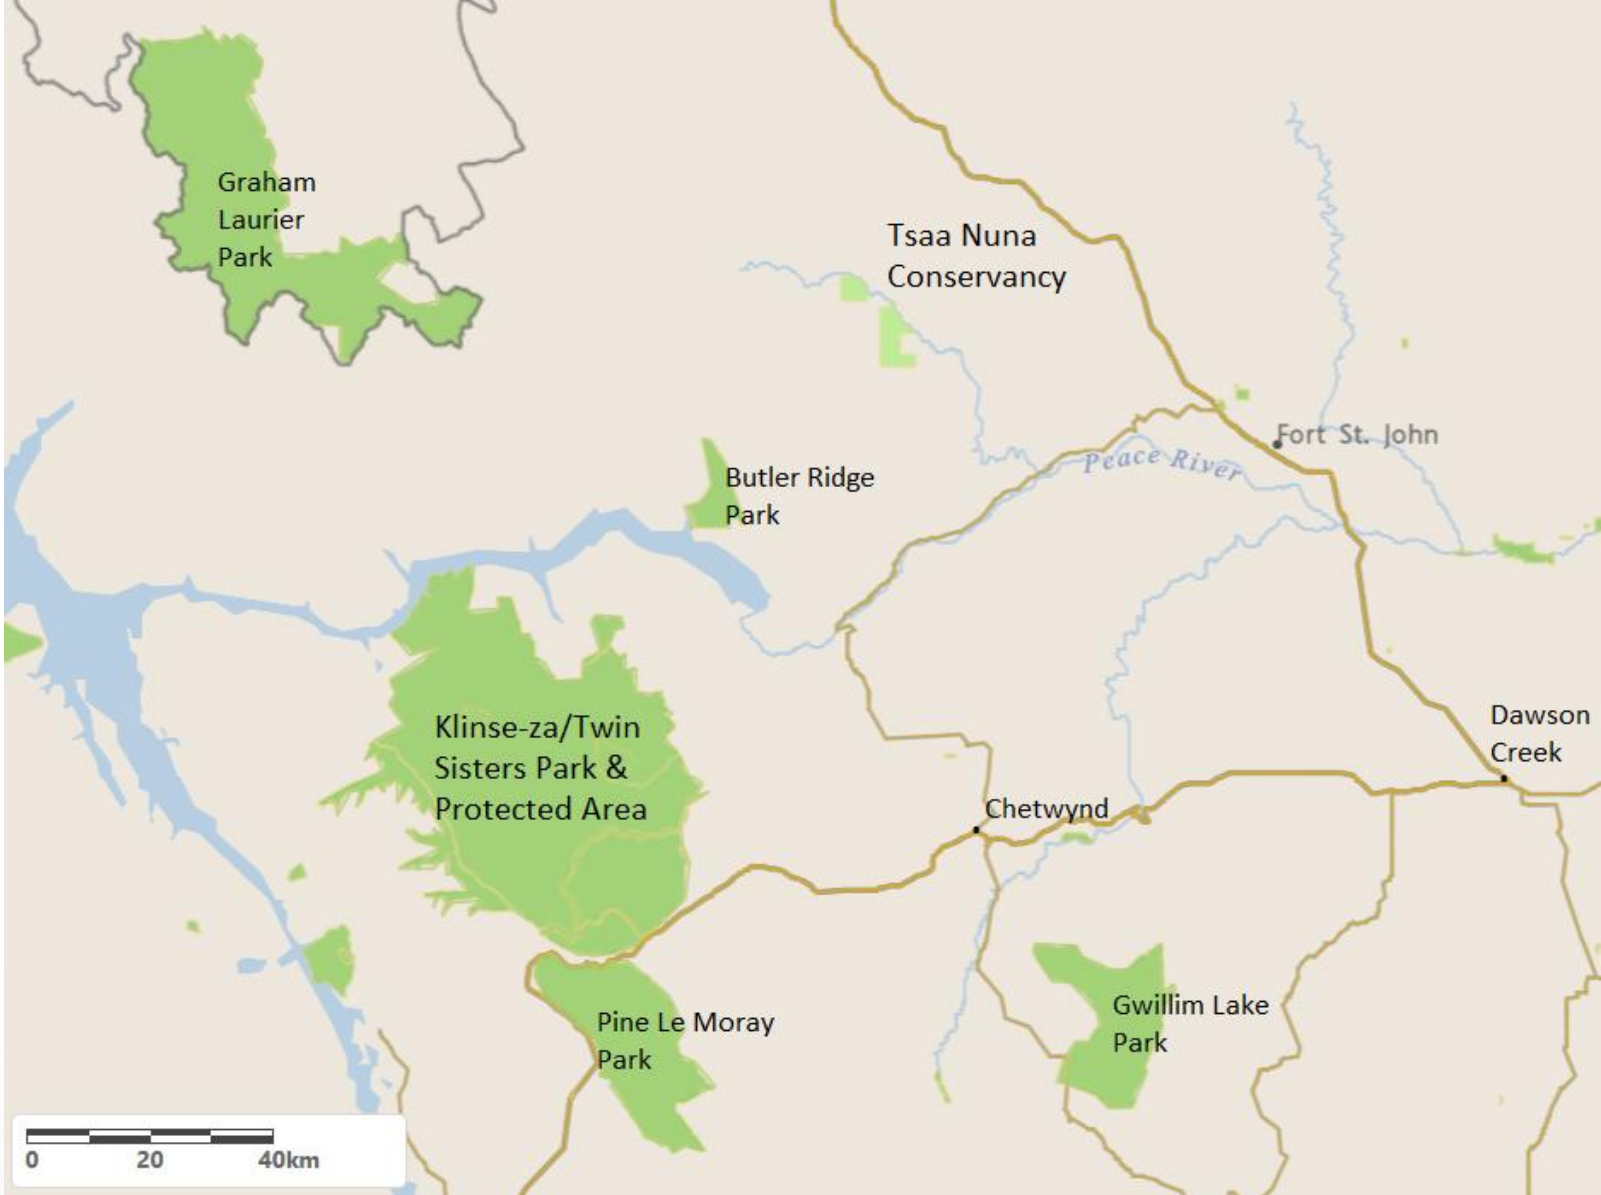 Graham
Laurier
Park
Tsaa Nuna
Conservancy
Fort St. John
Peace River
Butler Ridge
Park
Klinse-za/Twin
Sisters Park &
Protected Area
Dawson
Creek
Chetwynd
Pine Le Moray
Park
Gwillim Lake
Park
0 20 40km